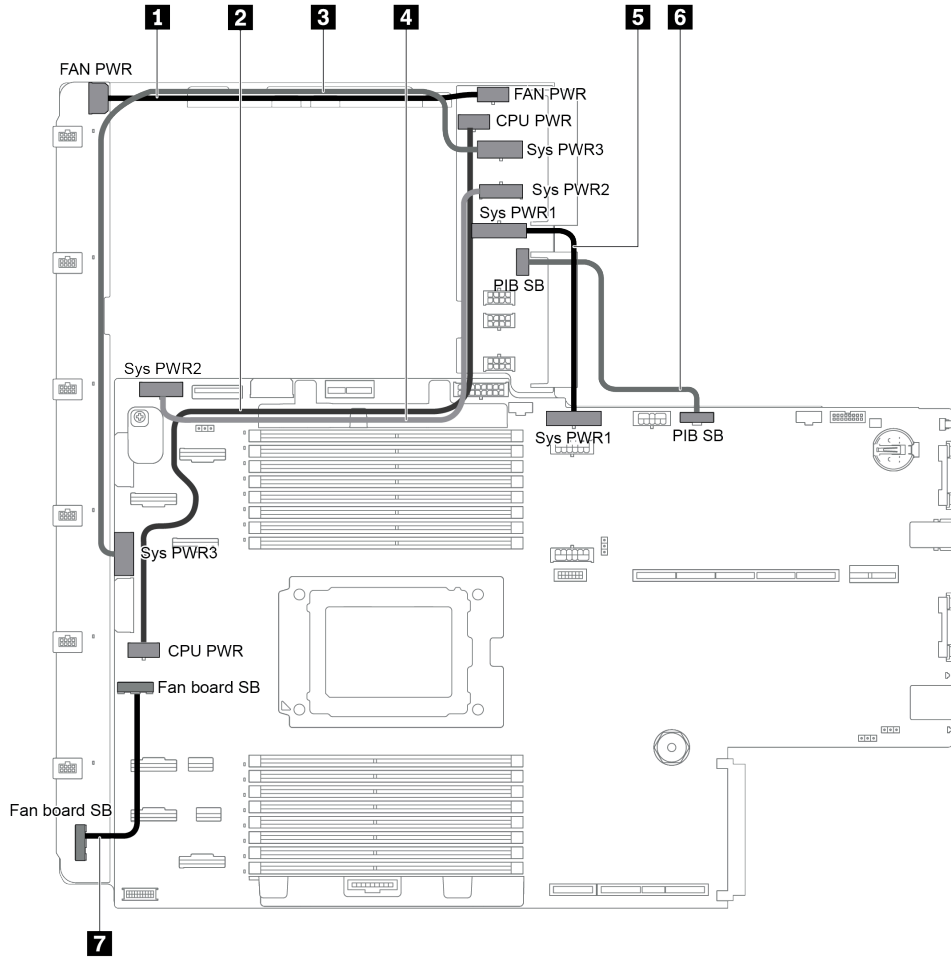 1
2
3
4
5
6
FAN PWR
FAN PWR
CPU PWR
Sys PWR3
Sys PWR2
Sys PWR1
PIB SB
Sys PWR2
Sys PWR1
PIB SB
Sys PWR3
CPU PWR
Fan board SB
Fan board SB
7